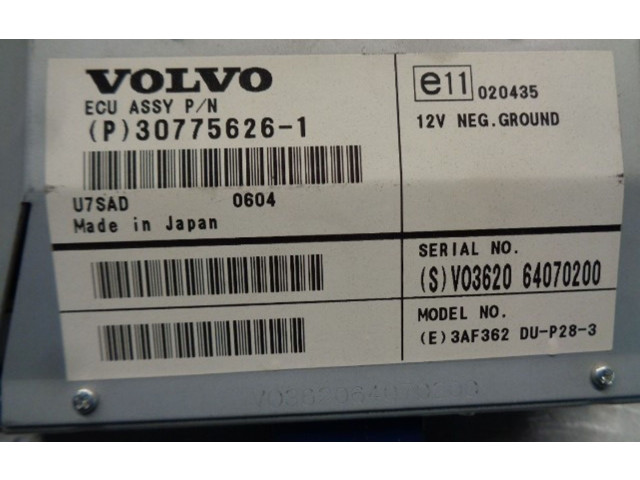 VOLVO
ECU ASSY P/N
(P)30775626-1
U7SAD 0604
Made in Japan
e11 020435
12V NEG.GROUND
SERIAL NO.
(S)VO3620 64070200
MODEL NO.
(E)3AF362 DU-P28-3
VO362064070200